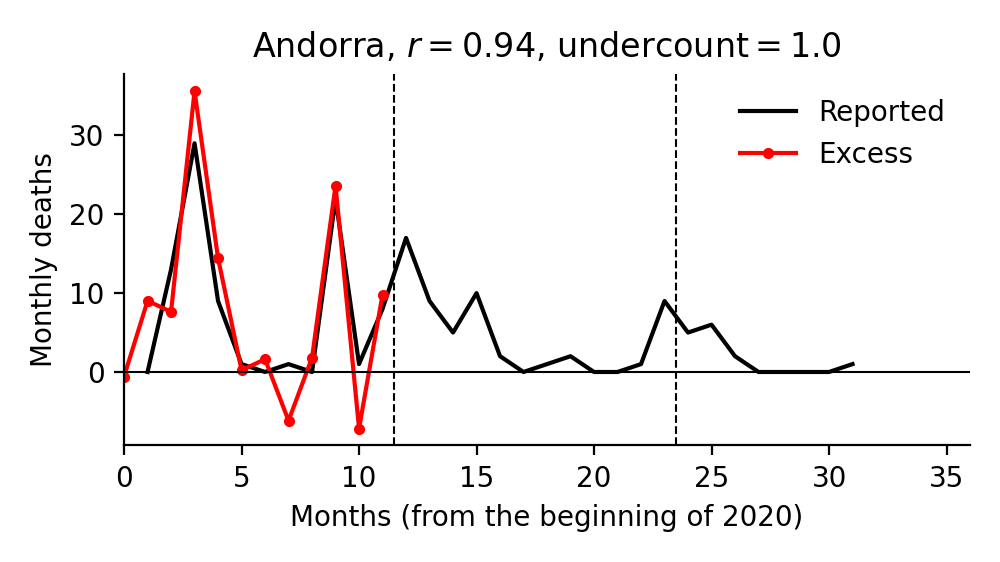 Andorra, r = 0.94, undercount = 1.0
Reported
Excess
Monthly deaths
30
20
10
0
0 5 10 15 20 25 30 35
Months (from the beginning of 2020)